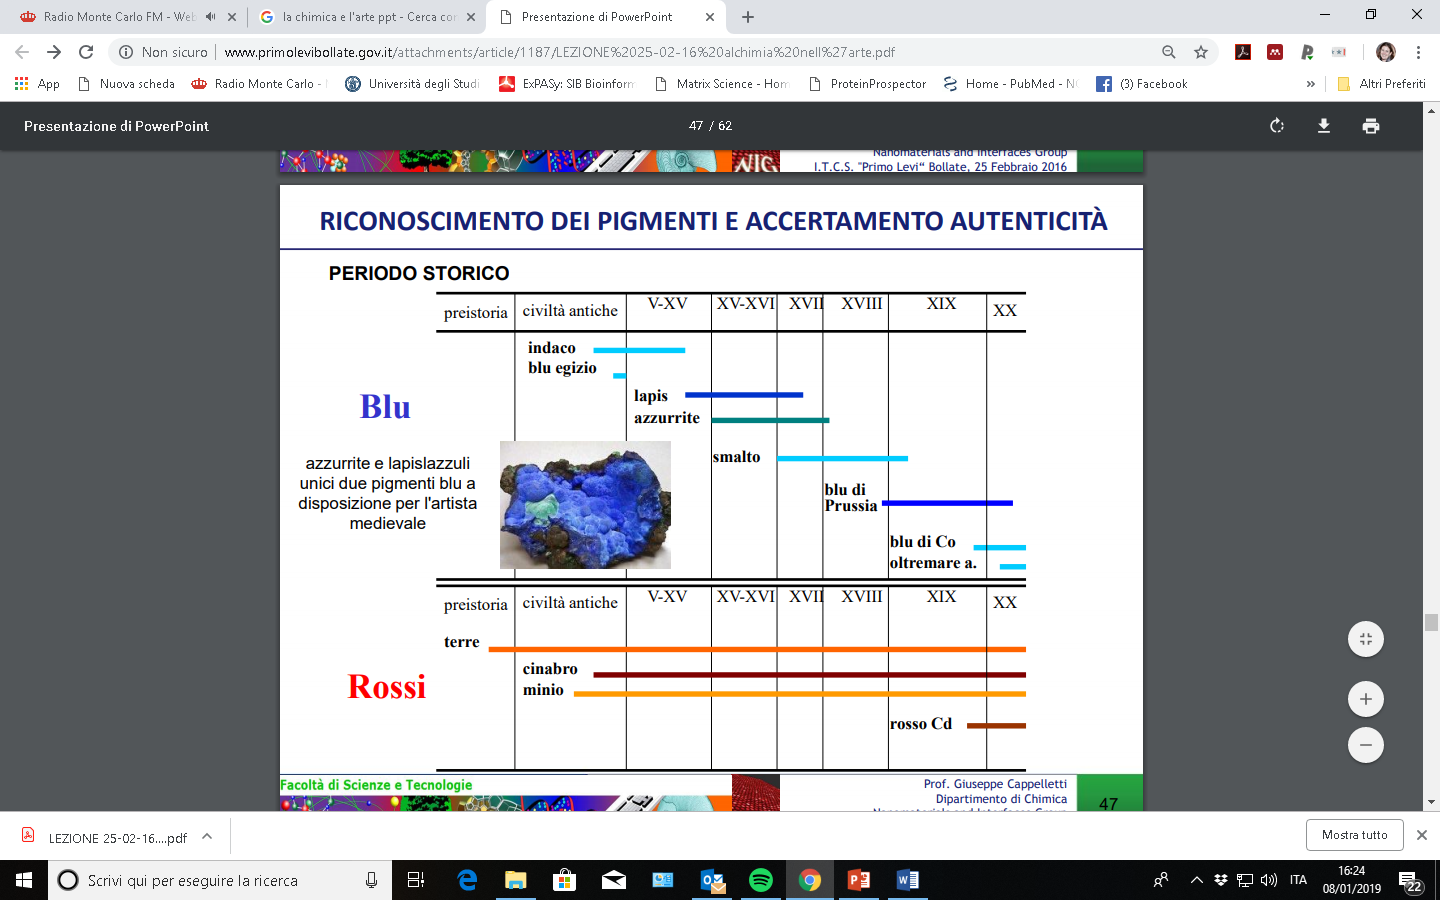 Radio Monte Carlo FM - Web
la chimica e l'arte ppt - Cerca con
Presentazione di PowerPoint
Non sicuro
www.primolevibollate.gov.it/attachments/article/1187/LEZIONE%2025-02-16%20alchimia%20nell%27arte.pdf
App
Nuova scheda
Radio Monte Carlo -
Università degli Studi
ExPASy: SIB Bioinform
Matrix Science - Hom
ProteinProspector
Home - PubMed - NC
(3) Facebook
»
Altri Preferiti
Presentazione di PowerPoint
47 / 62
Nanomaterials and Interfaces Group
I.T.C.S. "Primo Levi“ Bollate, 25 Febbraio 2016
RICONOSCIMENTO DEI PIGMENTI E ACCERTAMENTO AUTENTICITÀ
PERIODO STORICO
preistoria civiltà antiche V-XV XV-XVI XVII XVIII XIX XX
indaco
blu egizio
lapis
azzurrite
Blu
smalto
azzurrite e lapislazzuli
unici due pigmenti blu a
disposizione per l'artista
medievale
blu di
Prussia
blu di Co
oltremare a.
preistoria civiltà antiche V-XV XV-XVI XVII XVIII XIX XX
terre
cinabro
minio
Rossi
rosso Cd
Facoltà di Scienze e Tecnologie
Prof. Giuseppe Cappelletti
Dipartimento di Chimica
Nanomaterials and Interfaces Group
47
LEZIONE 25-02-16....pdf
Mostra tutto
Scrivi qui per eseguire la ricerca
ITA
16:24
08/01/2019
22